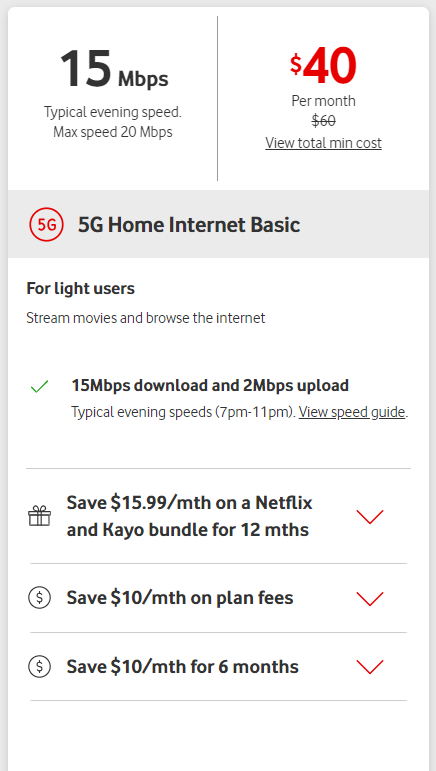 15 Mbps
Typical evening speed.
Max speed 20 Mbps
$40
Per month
$60
View total min cost
5G 5G Home Internet Basic
For light users
Stream movies and browse the internet
15Mbps download and 2Mbps upload
Typical evening speeds (7pm-11pm). View speed guide.
Save $15.99/mth on a Netflix
and Kayo bundle for 12 mths
$ Save $10/mth on plan fees
$ Save $10/mth for 6 months